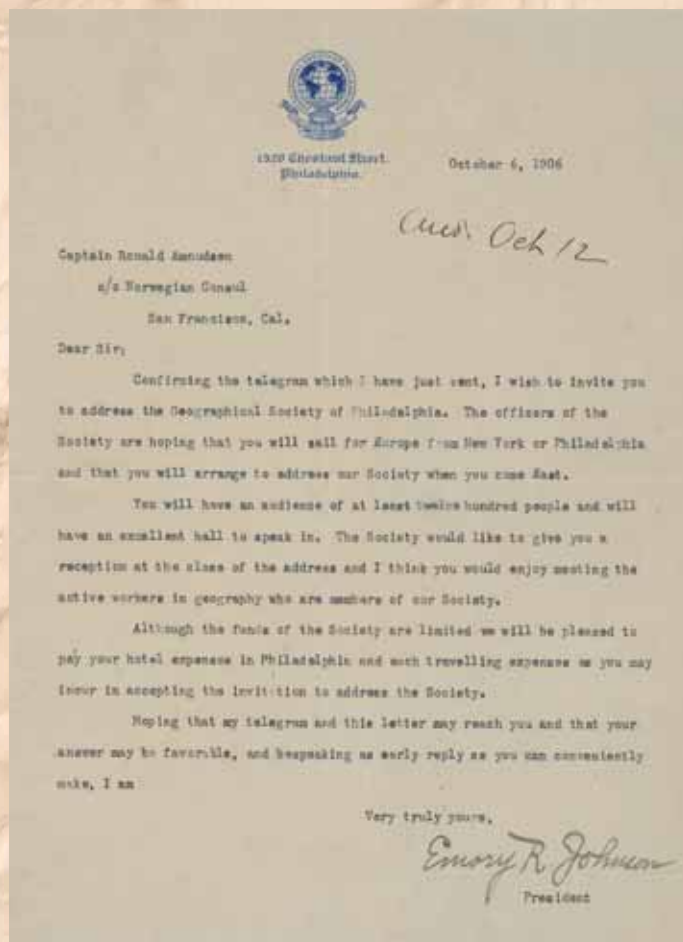 Chestnut Street.
Philadelphia.
October 6, 1906
Oct 12
Captain Ronald Amundsen
c/o Norwegian Consul
San Francisco, Cal.
Dear Sir;
Confirming the telegram which I have just sent, I wish to invite you
to address the Geographical Society of Philadelphia. The officers of the
Society are hoping that you will sail for Europe from New York or Philadelphia
and that you will arrange to address our Society when you come East.
You will have an audience of at least twelve hundred people and will
have an excellent hall to speak in. The Society would like to give you a
reception at the close of the address and I think you would enjoy meeting the
active workers in geography who are members of our Society.
Although the funds of the Society are limited we will be pleased to
pay your hotel expenses in Philadelphia and such travelling expenses as you may
incur in accepting the invitation to address the Society.
Hoping that my telegram and this letter may reach you and that your
answer may be favorable, and bespeaking as early reply as you can conveniently
make, I am
Very truly yours,
Emory R Johnson
President